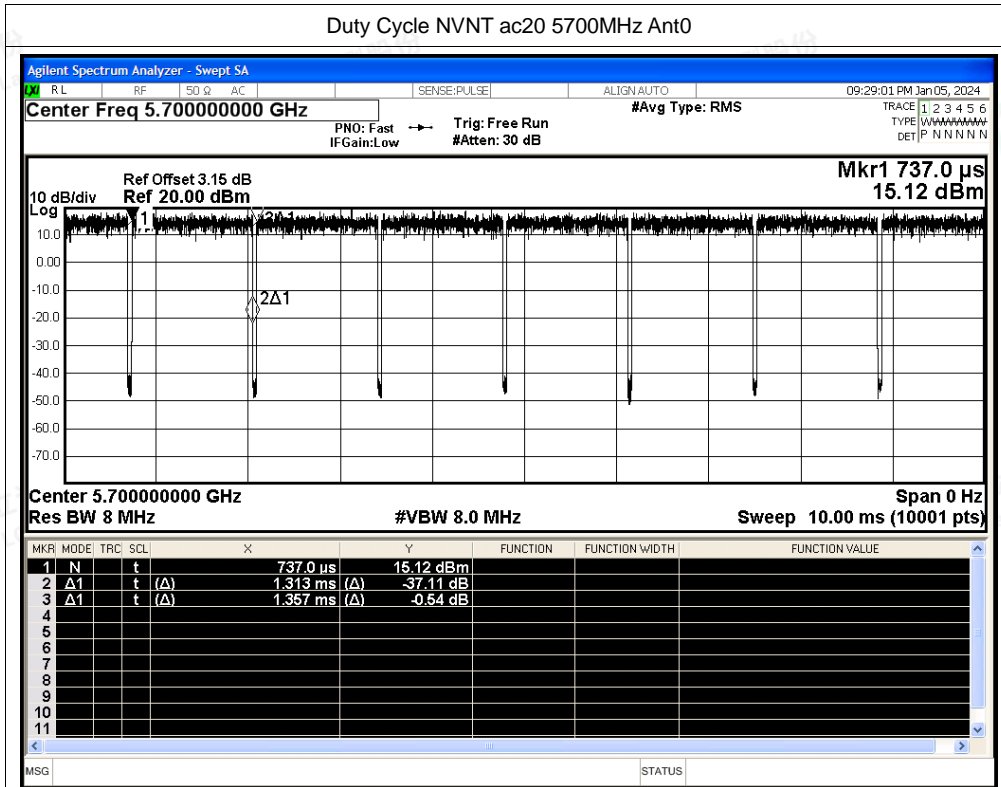 Duty Cycle NVNT ac20 5700MHz Ant0
Agilent Spectrum Analyzer - Swept SA
LXI RL RF 50 Ω AC SENSE:PULSE ALIGN AUTO 09:29:01 PM Jan 05, 2024
Center Freq 5.700000000 GHz #Avg Type: RMS TRACE 1 2 3 4 5 6
PNO: Fast Trig: Free Run TYPE WWWWWW
IFGain:Low #Atten: 30 dB DET P N N N N N
Mkr1 737.0 µs
Ref Offset 3.15 dB
10 dB/div Ref 20.00 dBm 15.12 dBm
Log
1 3Δ1
10.0
0.00
-10.0
2Δ1
-20.0
-30.0
-40.0
-50.0
-60.0
-70.0
Center 5.700000000 GHz Span 0 Hz
Res BW 8 MHz #VBW 8.0 MHz Sweep 10.00 ms (10001 pts)
MKR MODE TRC SCL X Y FUNCTION FUNCTION WIDTH FUNCTION VALUE
1 N t 737.0 µs 15.12 dBm
2 Δ1 t (Δ) 1.313 ms (Δ) -37.11 dB
3 Δ1 t (Δ) 1.357 ms (Δ) -0.54 dB
4
5
6
7
8
9
10
11
MSG STATUS